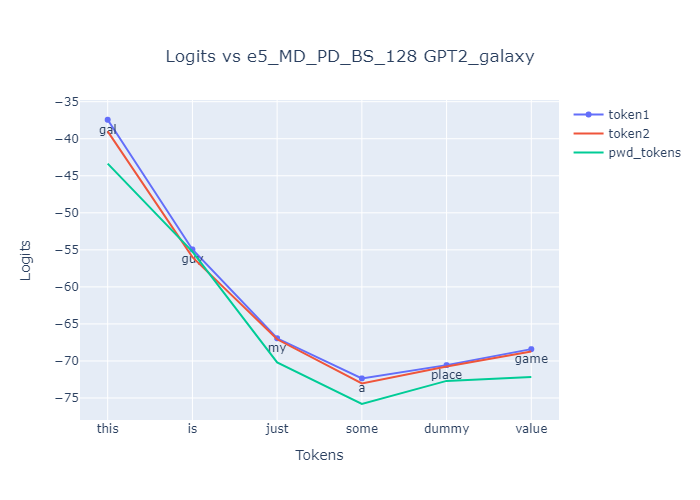 Logits vs e5_MD_PD_BS_128 GPT2_galaxy
token1
token2
pwd_tokens
Logits
−35
−40
−45
−50
−55
−60
−65
−70
−75
gal
guy
my
a
place
game
this is just some dummy value
Tokens